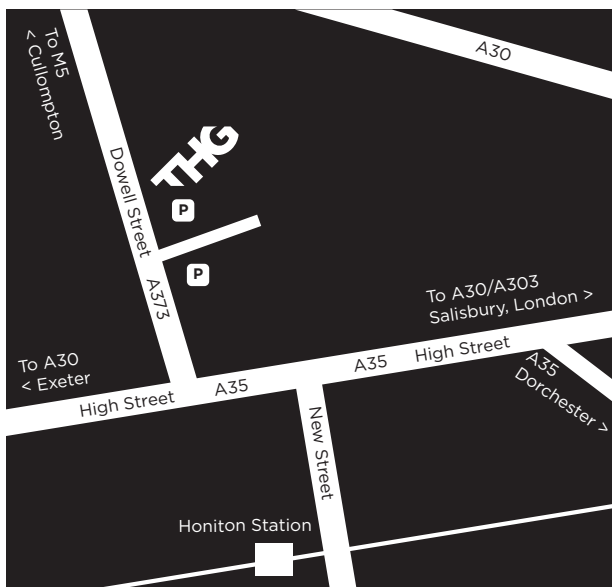 To M5
< Cullompton
A30
THG
Dowell Street
P
P
A373
To A30/A303
Salisbury, London >
To A30
< Exeter
A35
High Street
A35
Dorchester >
High Street
A35
New Street
Honiton Station